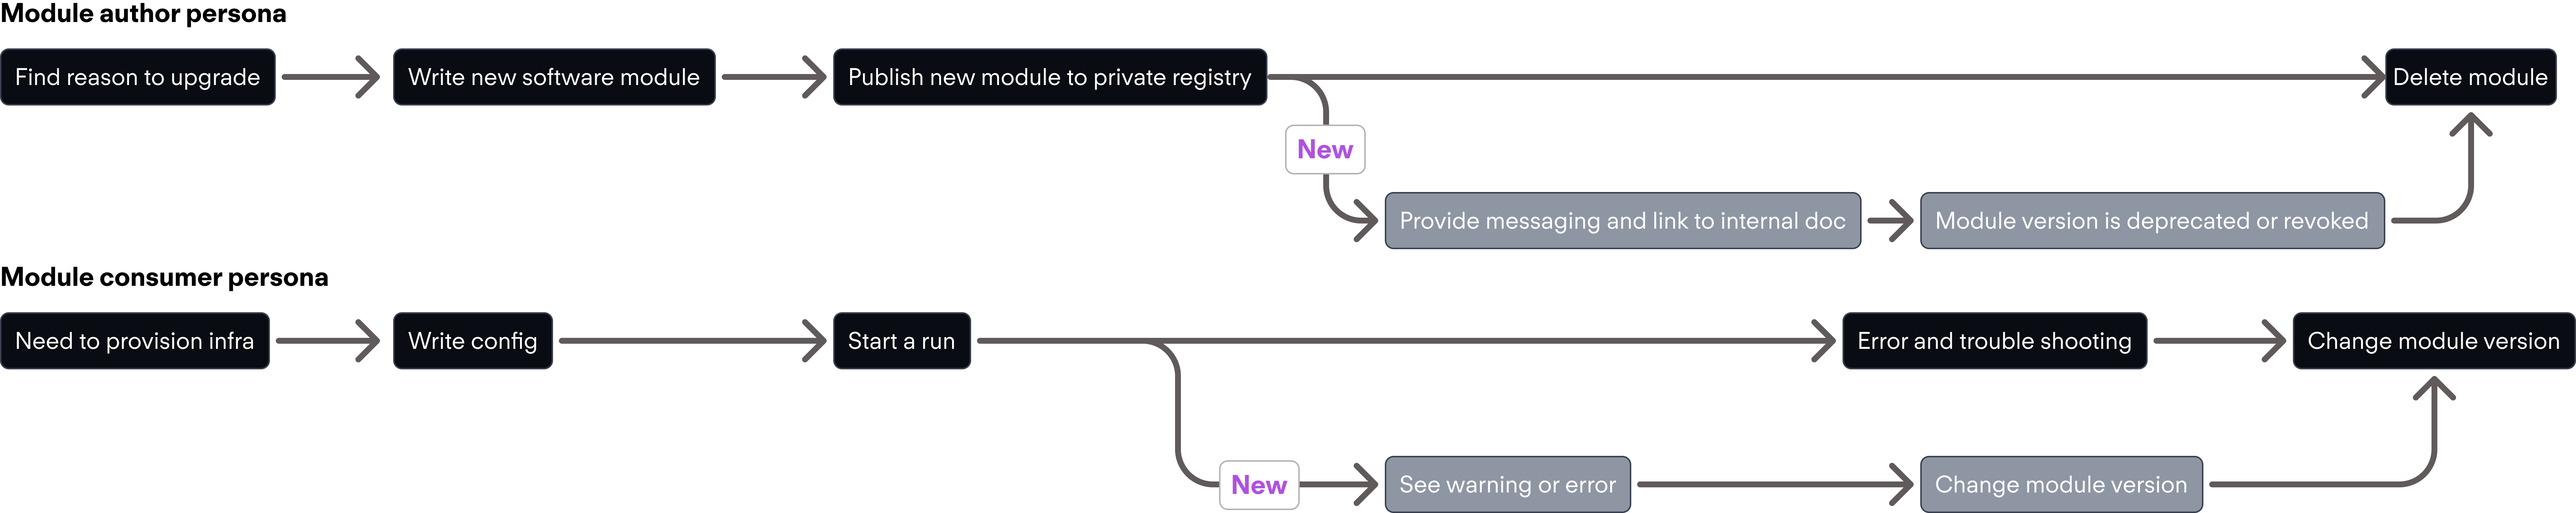 Module author persona
Find reason to upgrade
Write new software module
Publish new module to private registry
Delete module
New
Provide messaging and link to internal doc
Module version is deprecated or revoked
Module consumer persona
Need to provision infra
Write config
Start a run
Error and trouble shooting
Change module version
New
See warning or error
Change module version